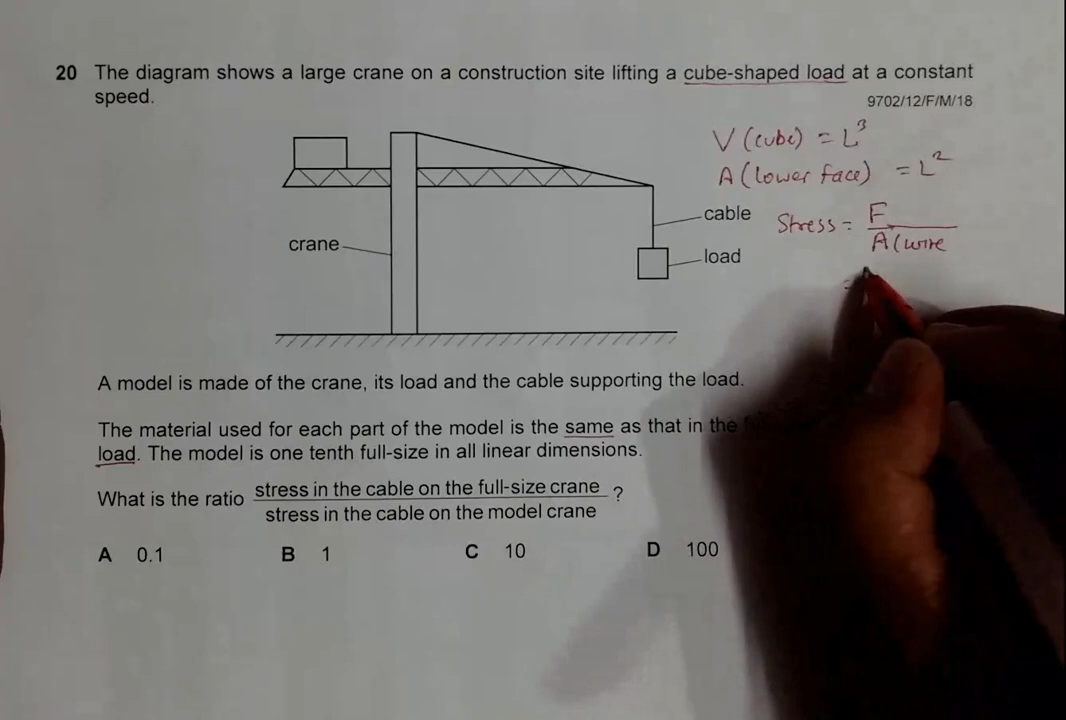 20 The diagram shows a large crane on a construction site lifting a cube-shaped load at a constant
speed.
9702/12/F/M/18
V (cube) = L³
A (lower face) = L²
cable
Stress = F
A (wire
crane
load
A model is made of the crane, its load and the cable supporting the load.
The material used for each part of the model is the same as that in the
load. The model is one tenth full-size in all linear dimensions.
What is the ratio stress in the cable on the full-size crane ?
stress in the cable on the model crane
A 0.1 B 1 C 10 D 100